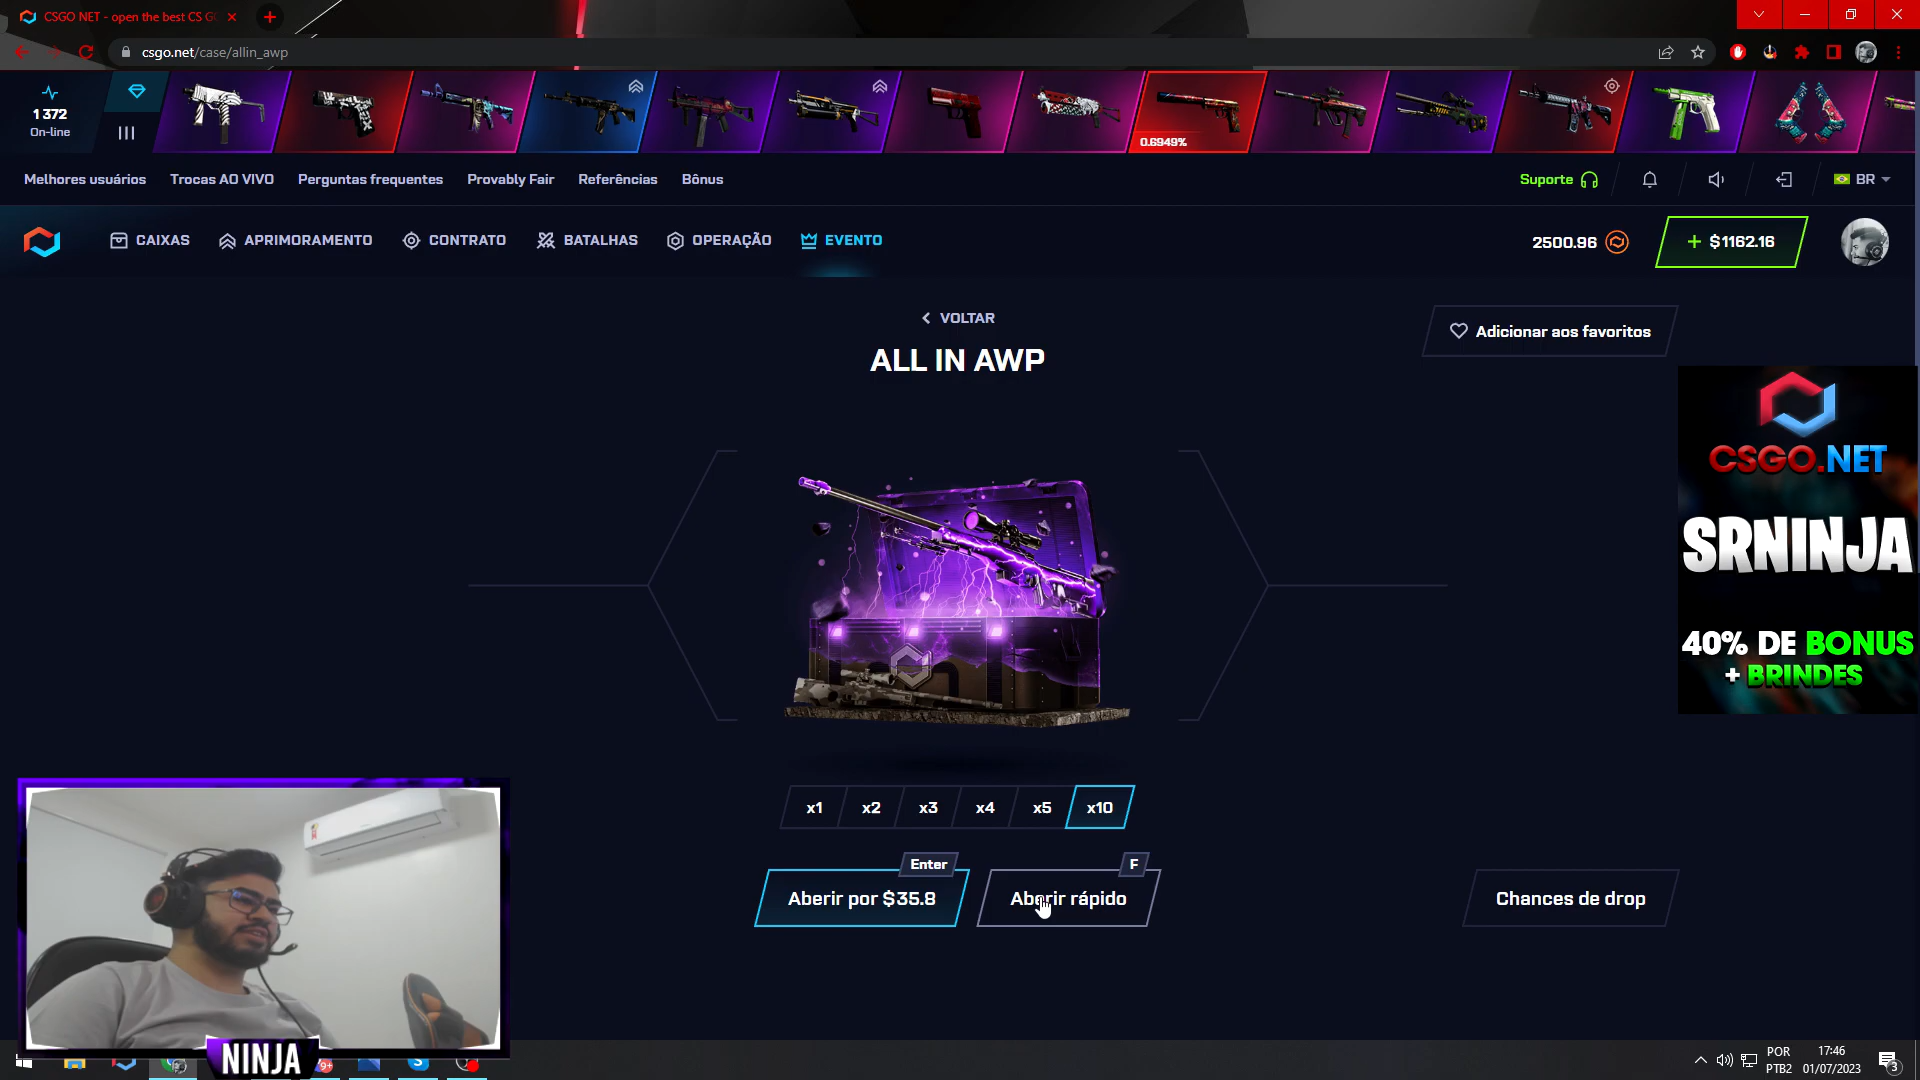 CSGO NET - open the best CS G
csgo.net/case/allin_awp
1 372
On-line
0.6949%
Melhores usuários Trocas AO VIVO Perguntas frequentes Provably Fair Referências Bônus Suporte BR
CAIXAS APRIMORAMENTO CONTRATO BATALHAS OPERAÇÃO EVENTO 2500.96 + $1162.16
VOLTAR
ALL IN AWP
Adicionar aos favoritos
CSGO.NET
SRNINJA
40% DE BONUS
+ BRINDES
x1 x2 x3 x4 x5 x10
Enter F
Aberir por $35.8 Aberir rápido Chances de drop
NINJA
9+
POR
PTB2
17:46
01/07/2023
3